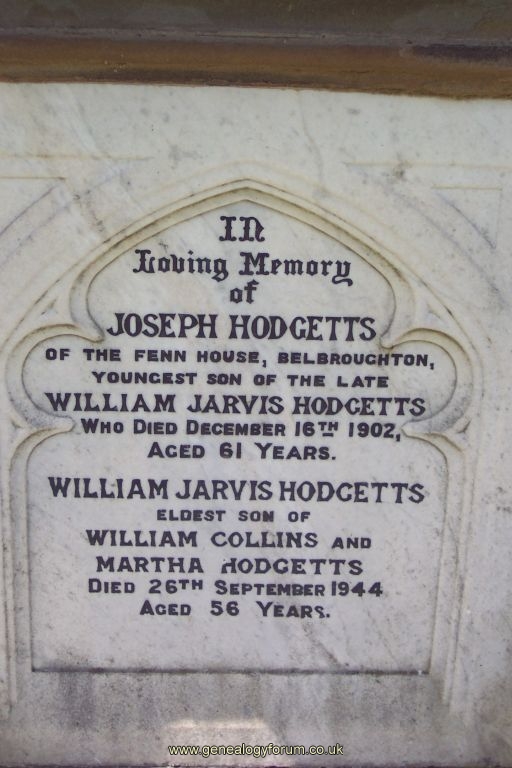 IN
Loving Memory
of
JOSEPH HODGETTS
OF THE FENN HOUSE, BELBROUGHTON,
YOUNGEST SON OF THE LATE
WILLIAM JARVIS HODGETTS
WHO DIED DECEMBER 16TH 1902,
AGED 61 YEARS.
WILLIAM JARVIS HODGETTS
ELDEST SON OF
WILLIAM COLLINS AND
MARTHA HODGETTS
DIED 26TH SEPTEMBER 1944
AGED 56 YEARS.
www.genealogyforum.co.uk